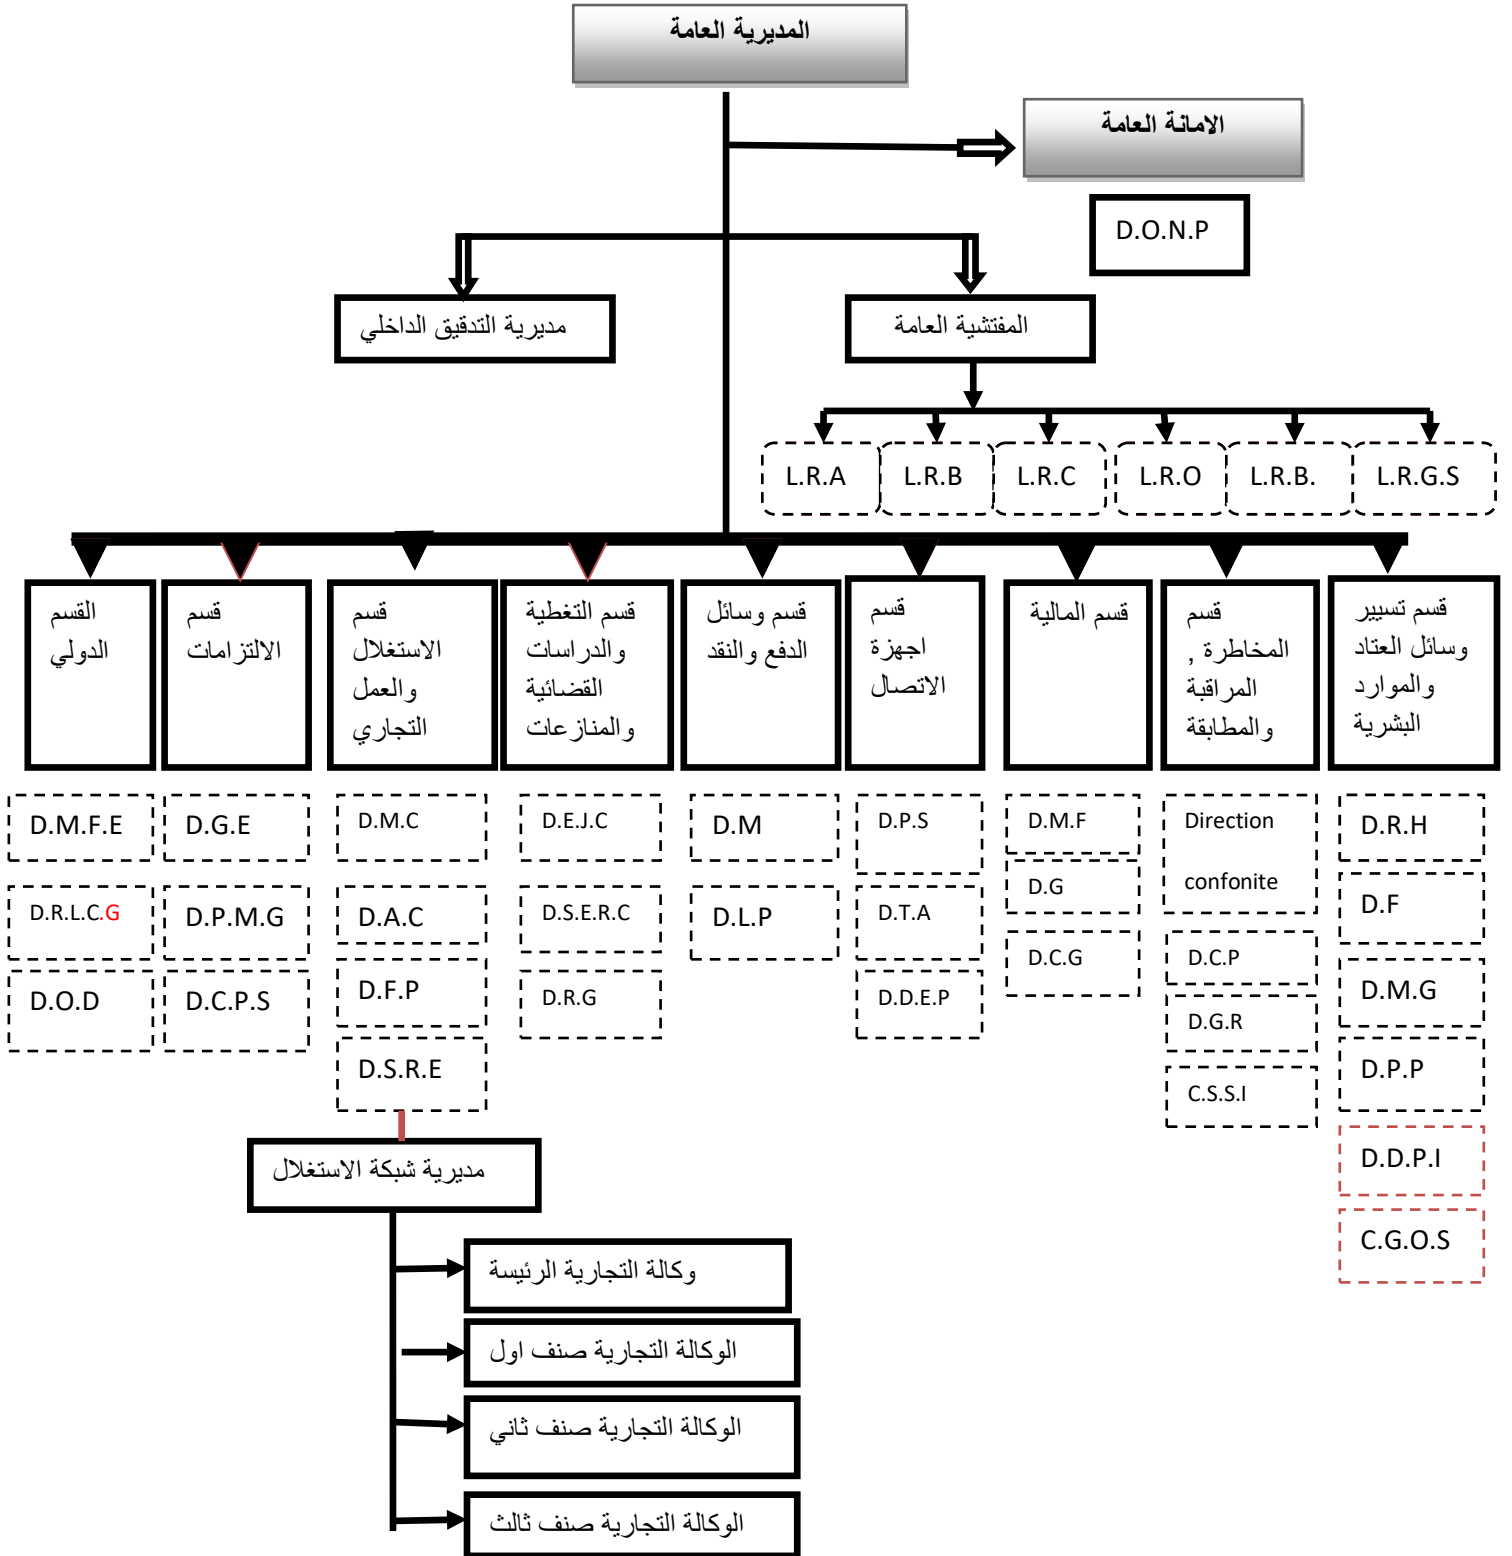 المديرية العامة
الامانة العامة
D.O.N.P
المفتشية العامة
مديرية التدقيق الداخلي
L.R.A
L.R.B
L.R.C
L.R.O
L.R.B.
L.R.G.S
قسم تسيير
وسائل العتاد
والموارد
البشرية
قسم
المخاطرة ,
المراقبة
والمطابقة
قسم المالية
قسم
اجهزة
الاتصال
قسم وسائل
الدفع والنقد
قسم التغطية
والدراسات
القضائية
والمنازعات
قسم
الاستغلال
والعمل
التجاري
قسم
الالتزامات
القسم
الدولي
D.M.F.E
D.R.L.C.G
D.O.D
D.G.E
D.P.M.G
D.C.P.S
D.M.C
D.A.C
D.F.P
D.S.R.E
D.E.J.C
D.S.E.R.C
D.R.G
D.M
D.L.P
D.P.S
D.T.A
D.D.E.P
D.M.F
D.G
D.C.G
Direction
confonite
D.C.P
D.G.R
C.S.S.I
D.R.H
D.F
D.M.G
D.P.P
D.D.P.I
C.G.O.S
مديرية شبكة الاستغلال
وكالة التجارية الرئيسة
الوكالة التجارية صنف اول
الوكالة التجارية صنف ثاني
الوكالة التجارية صنف ثالث